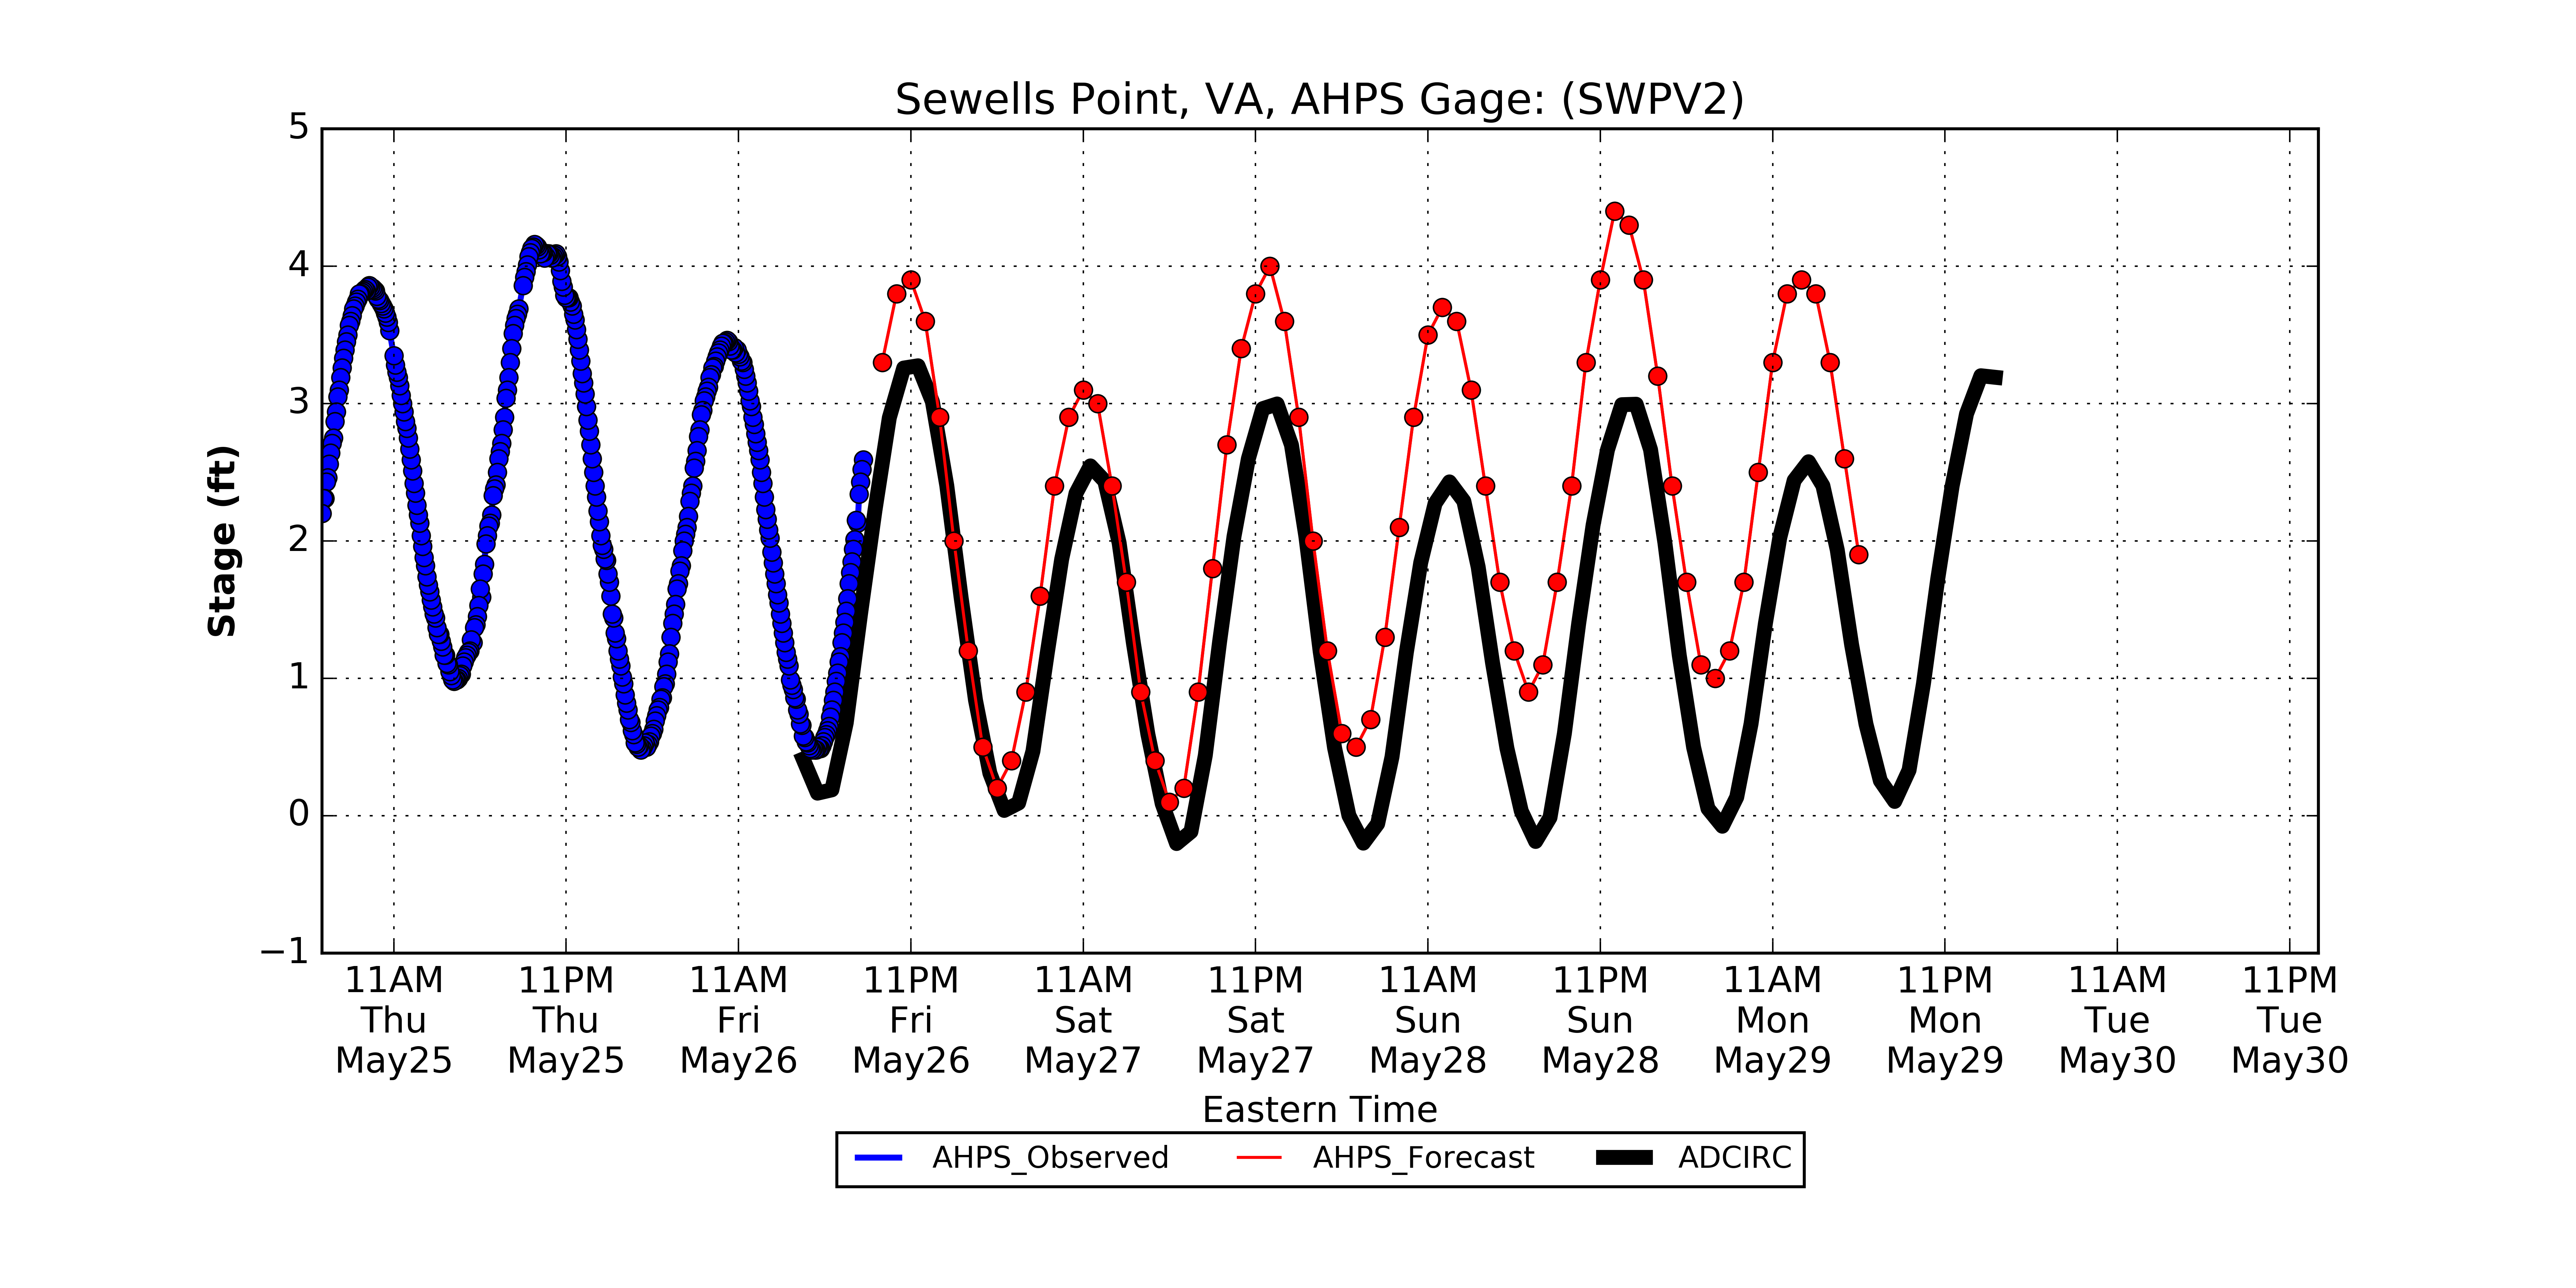 Sewells Point, VA, AHPS Gage: (SWPV2)
5
4
3
2
1
0
−1
Stage (ft)
11AM 11PM 11AM 11PM 11AM 11PM 11AM 11PM 11AM 11PM 11AM 11PM
Thu Thu Fri Fri Sat Sat Sun Sun Mon Mon Tue Tue
May25 May25 May26 May26 May27 May27 May28 May28 May29 May29 May30 May30
Eastern Time
AHPS_Observed AHPS_Forecast ADCIRC